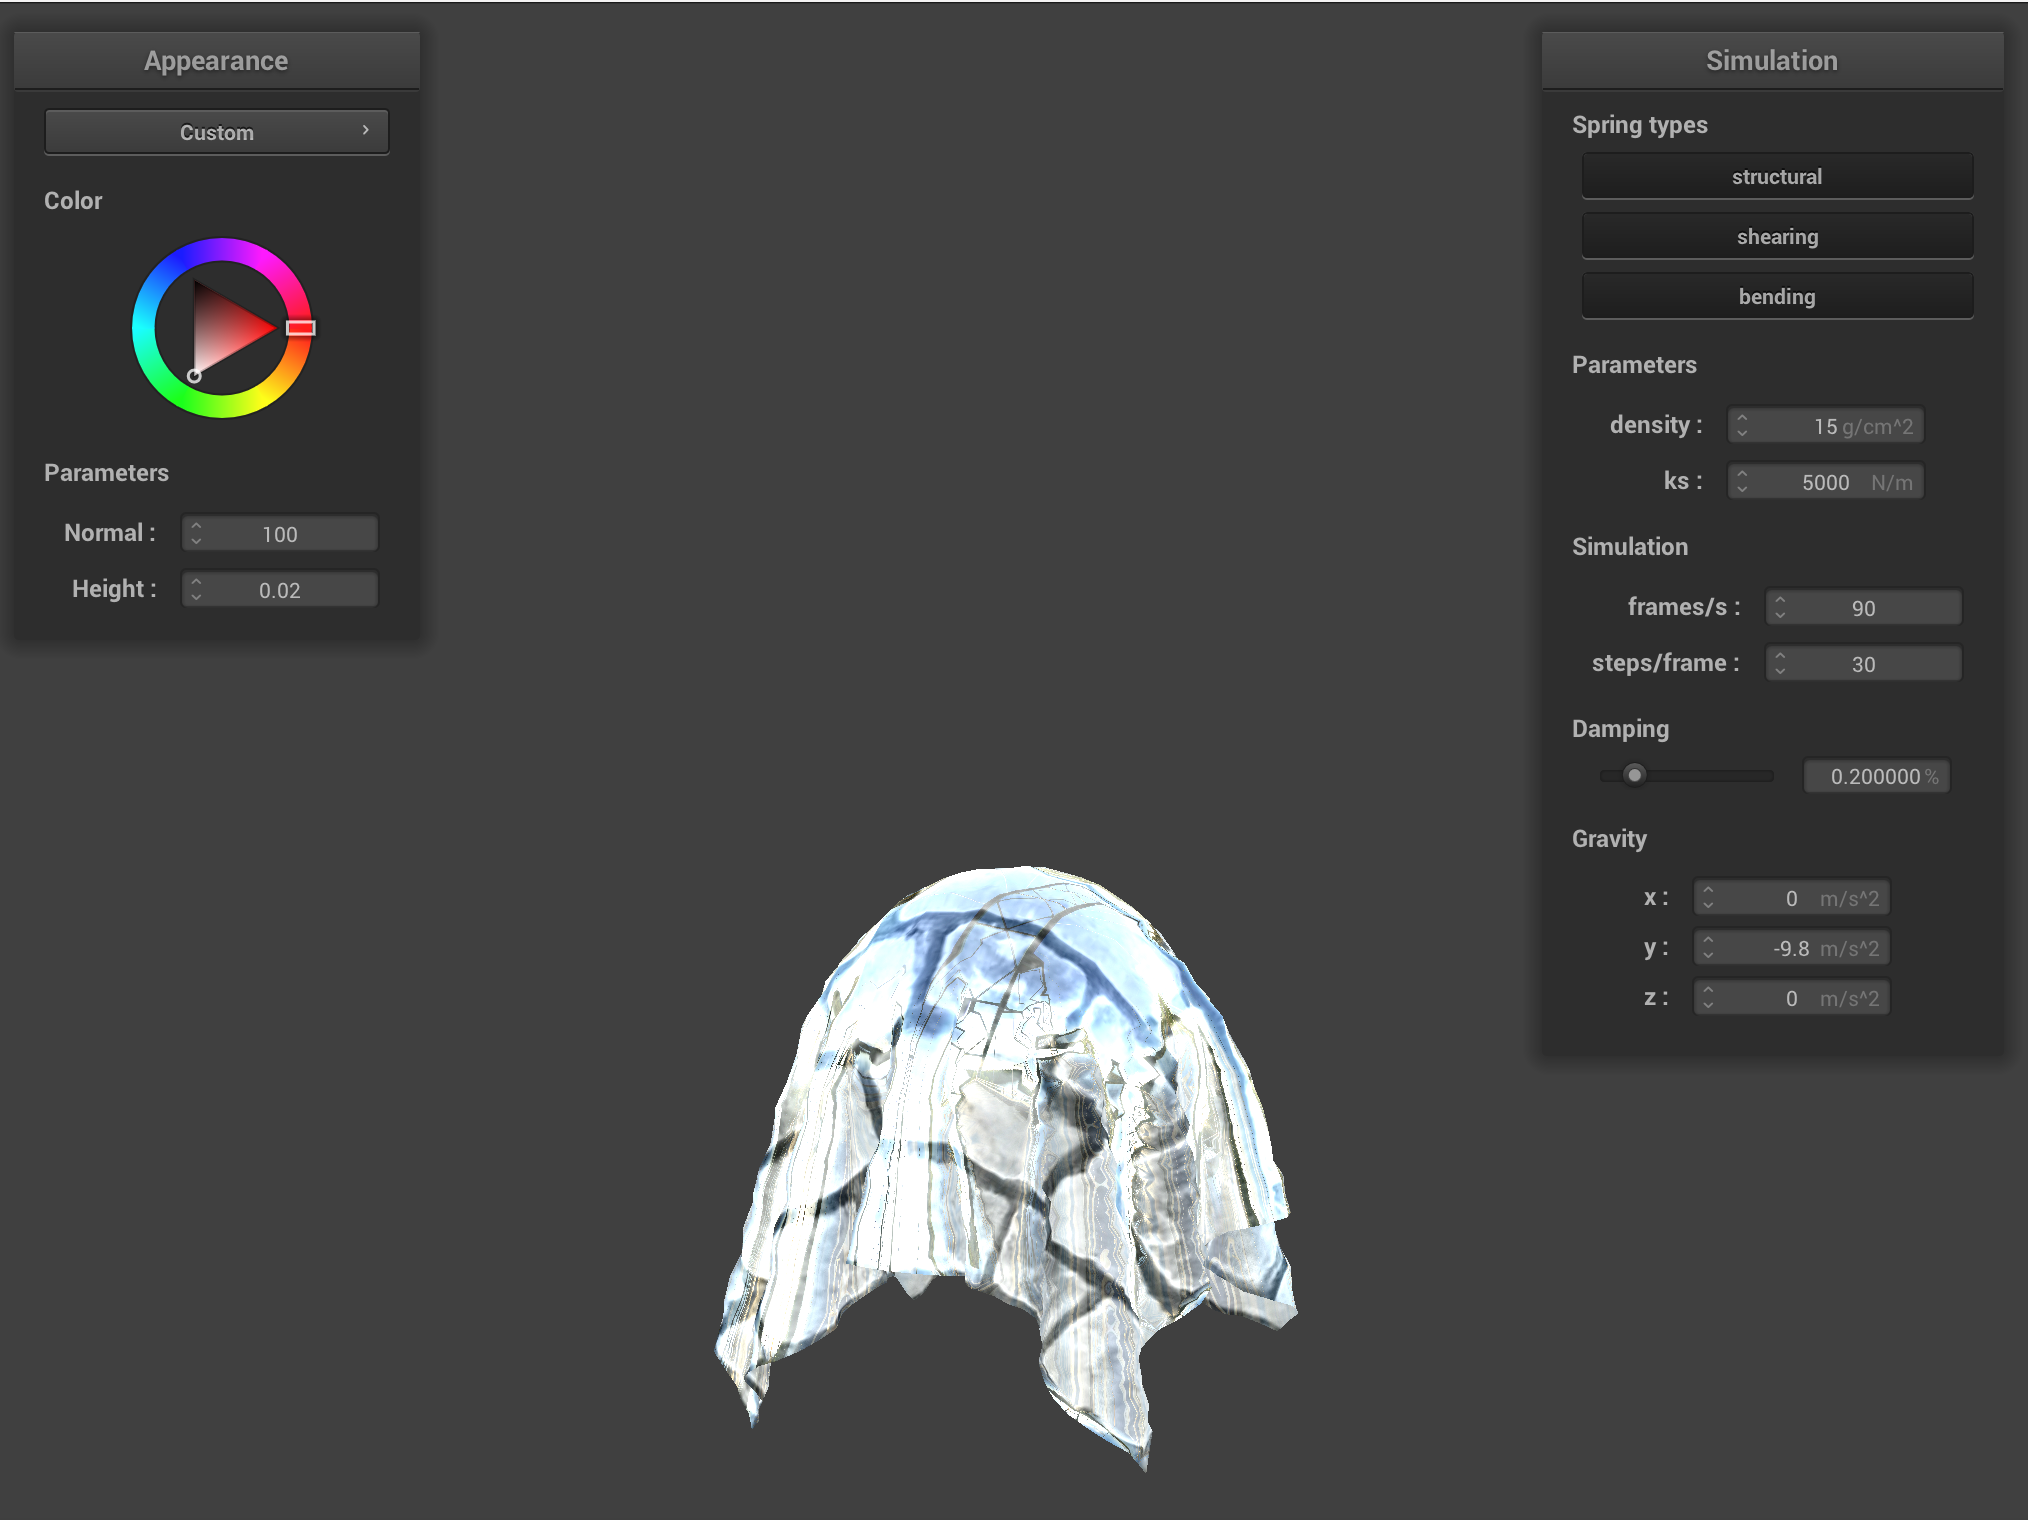 Appearance
Custom
Color
Parameters
Normal : 100
Height : 0.02
Simulation
Spring types
structural
shearing
bending
Parameters
density : 15 g/cm^2
ks : 5000 N/m
Simulation
frames/s : 90
steps/frame : 30
Damping
0.200000 %
Gravity
x : 0 m/s^2
y : -9.8 m/s^2
z : 0 m/s^2